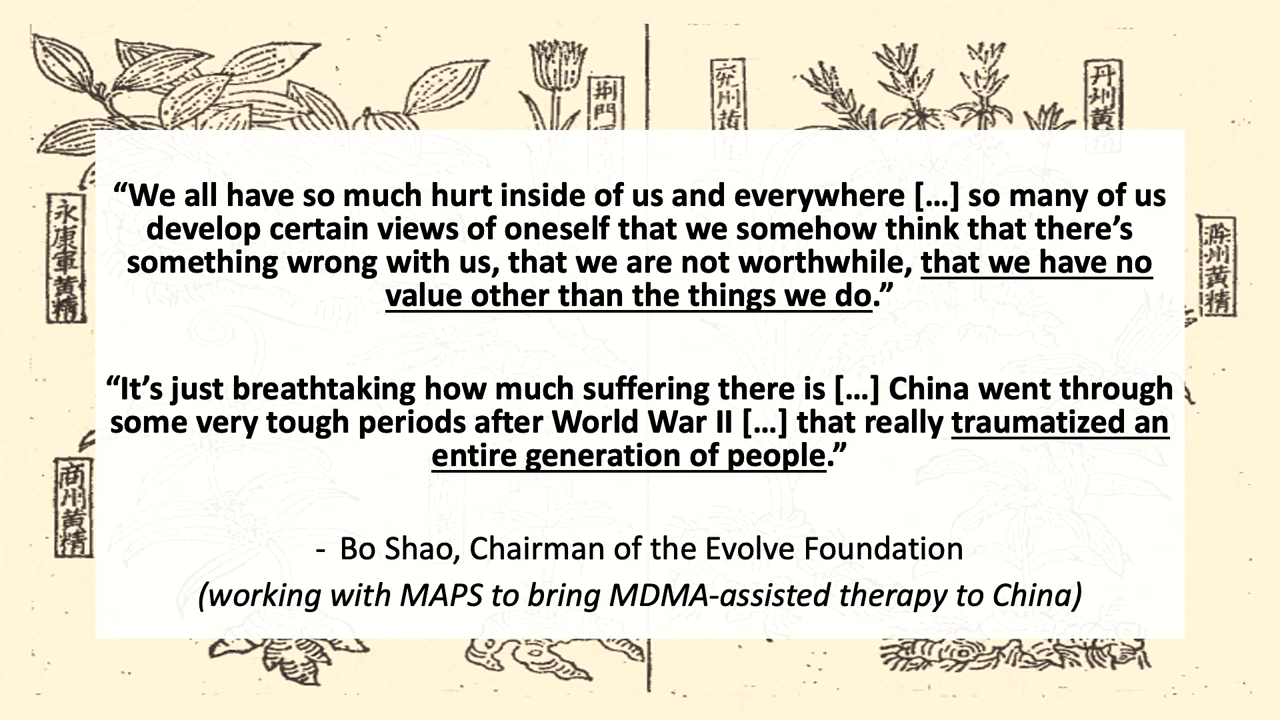 荆門
兖州黄
丹州黄
“We all have so much hurt inside of us and everywhere […] so many of us
develop certain views of oneself that we somehow think that there’s
something wrong with us, that we are not worthwhile, that we have no
value other than the things we do.”
永康軍黄精
滁州黄精
“It’s just breathtaking how much suffering there is […] China went through
some very tough periods after World War II […] that really traumatized an
entire generation of people.”
商州黄精
- Bo Shao, Chairman of the Evolve Foundation
(working with MAPS to bring MDMA-assisted therapy to China)